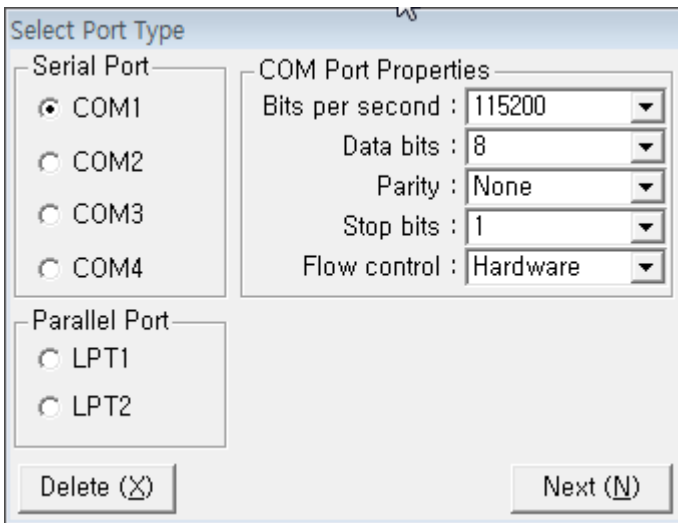 Select Port Type
Serial Port
COM1
COM2
COM3
COM4
COM Port Properties
Bits per second : 115200
Data bits : 8
Parity : None
Stop bits : 1
Flow control : Hardware
Parallel Port
LPT1
LPT2
Delete (X)
Next (N)